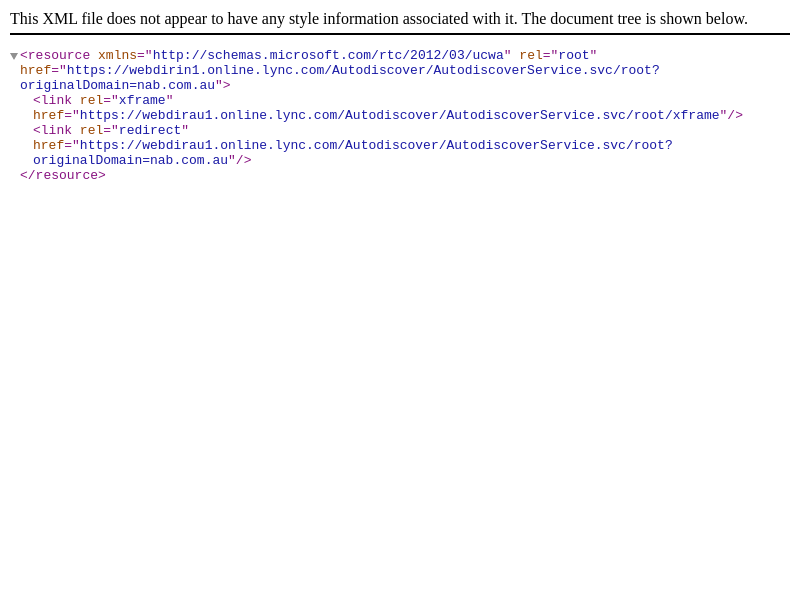 This XML file does not appear to have any style information associated with it. The document tree is shown below.
<resource xmlns="http://schemas.microsoft.com/rtc/2012/03/ucwa" rel="root"
href="https://webdirin1.online.lync.com/Autodiscover/AutodiscoverService.svc/root?
originalDomain=nab.com.au">
<link rel="xframe"
href="https://webdirau1.online.lync.com/Autodiscover/AutodiscoverService.svc/root/xframe"/>
<link rel="redirect"
href="https://webdirau1.online.lync.com/Autodiscover/AutodiscoverService.svc/root?
originalDomain=nab.com.au"/>
</resource>